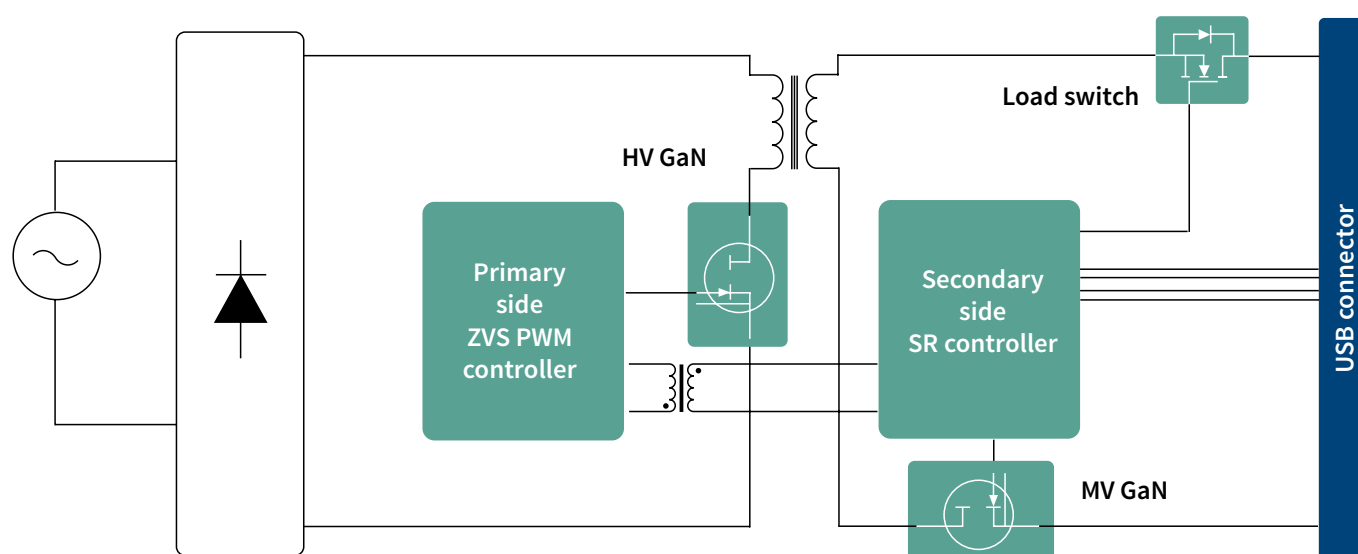 Load switch
HV GaN
Primary
side
ZVS PWM
controller
Secondary
side
SR controller
USB connector
MV GaN